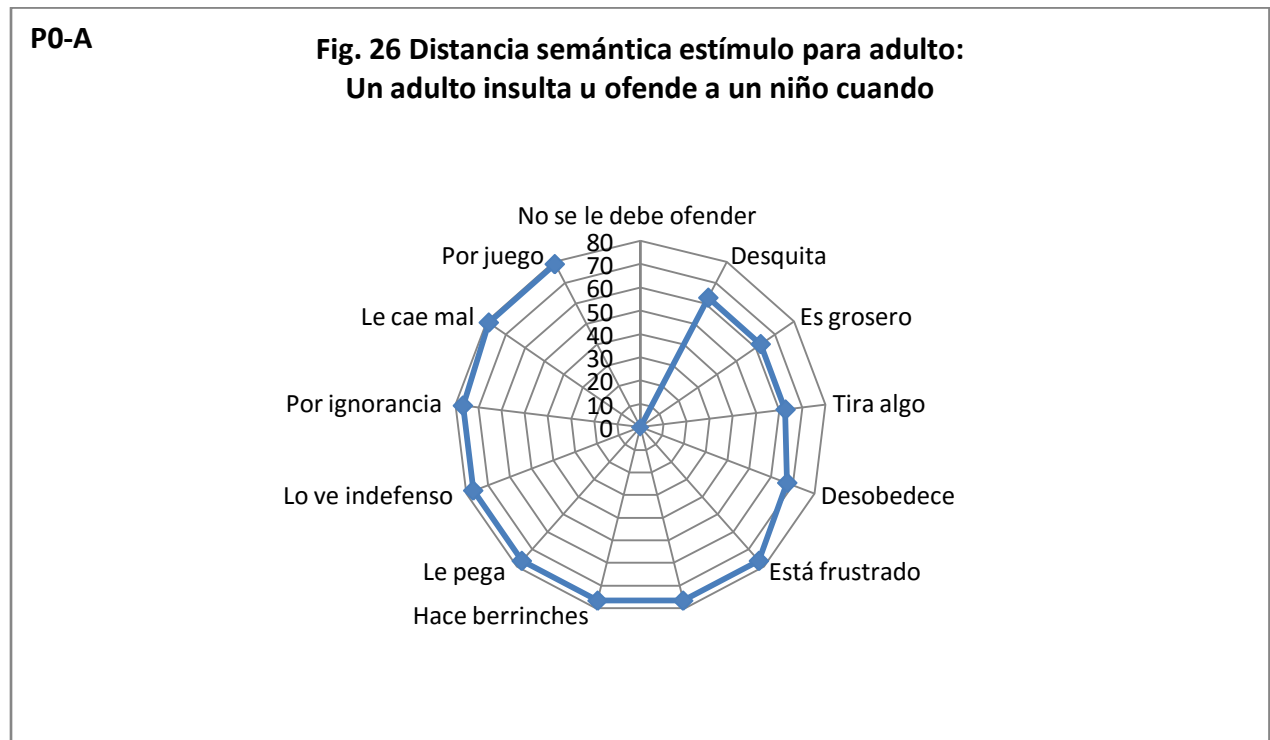 P0-A
Fig. 26 Distancia semántica estímulo para adulto:
Un adulto insulta u ofende a un niño cuando
No se le debe ofender
80
70
60
50
40
30
20
10
0
Desquita
Es grosero
Tira algo
Desobedece
Está frustrado
Hace berrinches
Le pega
Lo ve indefenso
Por ignorancia
Le cae mal
Por juego